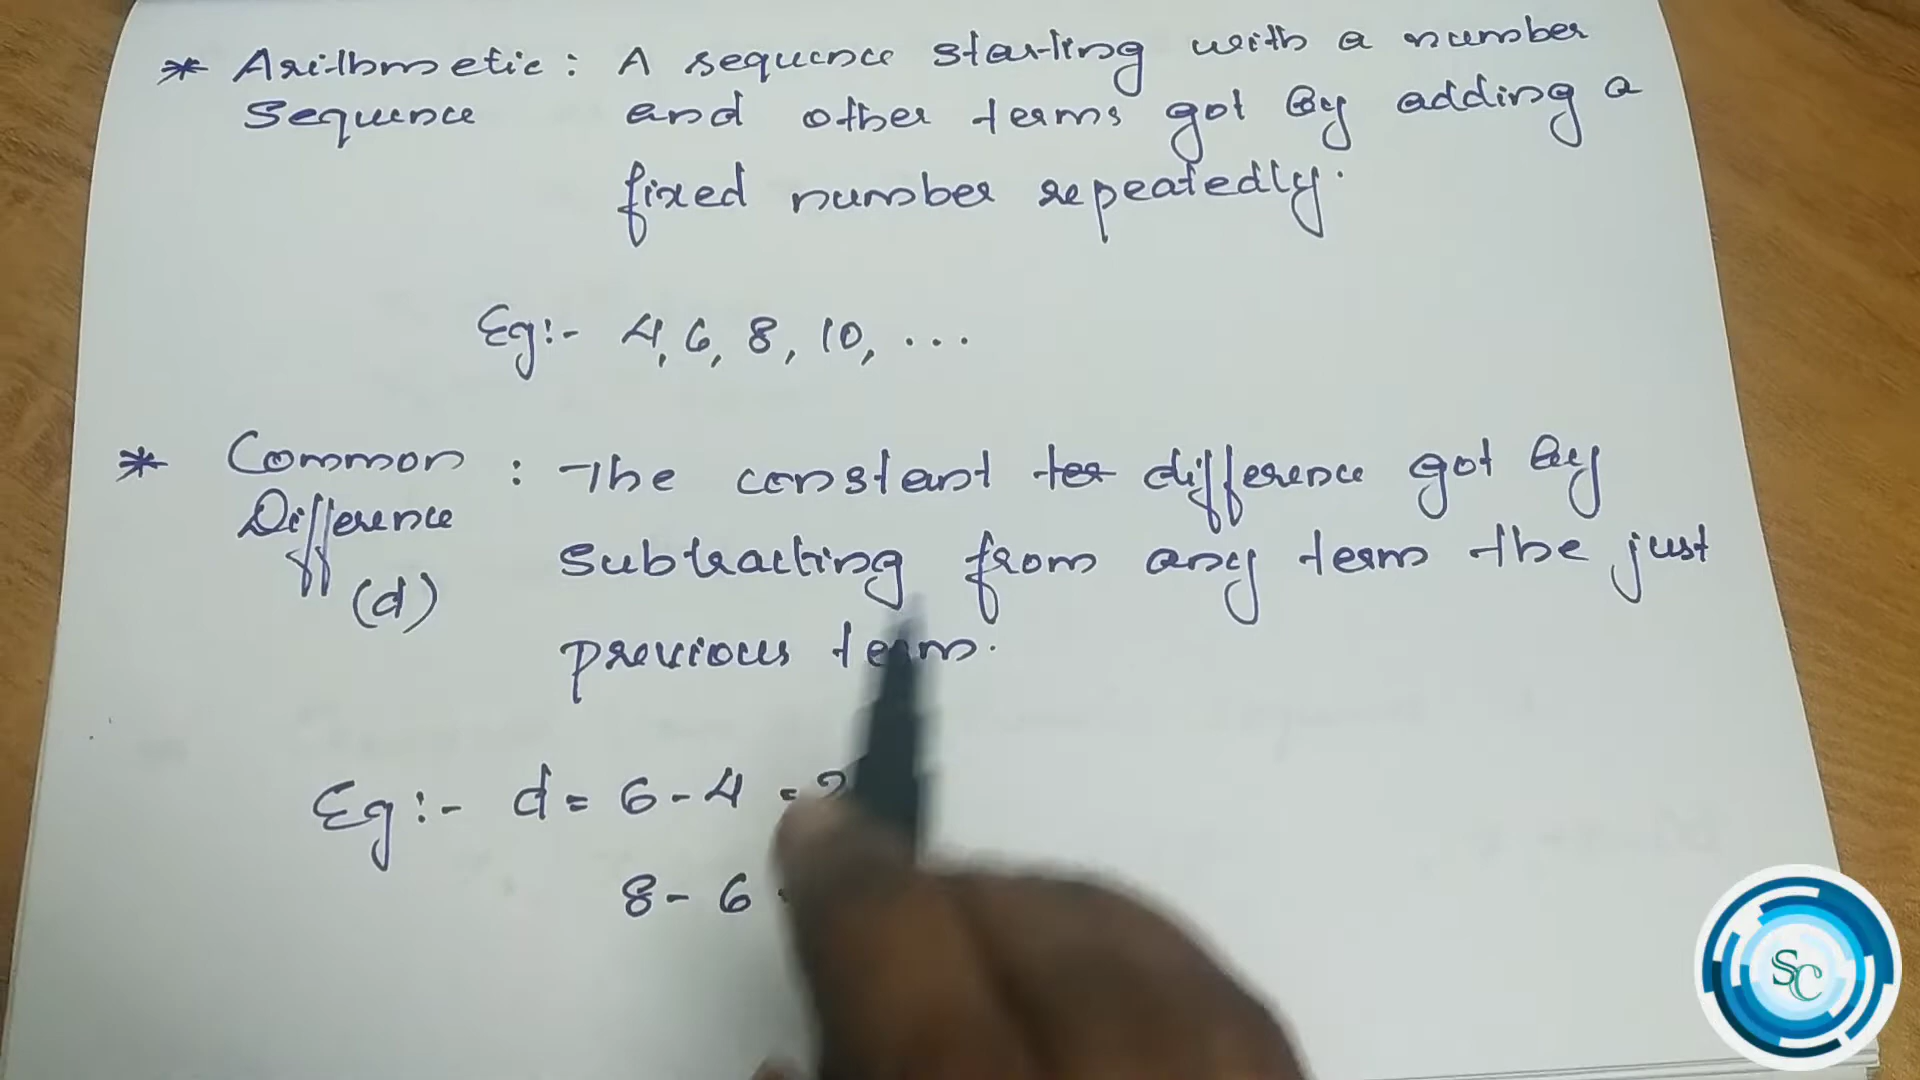 * Arithmetic : A sequence starting with a number
Sequence and other terms got by adding a
fixed number repeatedly.
Eg:- 4, 6, 8, 10, ...
* Common : The constant ter difference got by
Difference subtracting from any term the just
(d) previous term.
Eg:- d = 6 - 4 = 2
8 - 6
SC